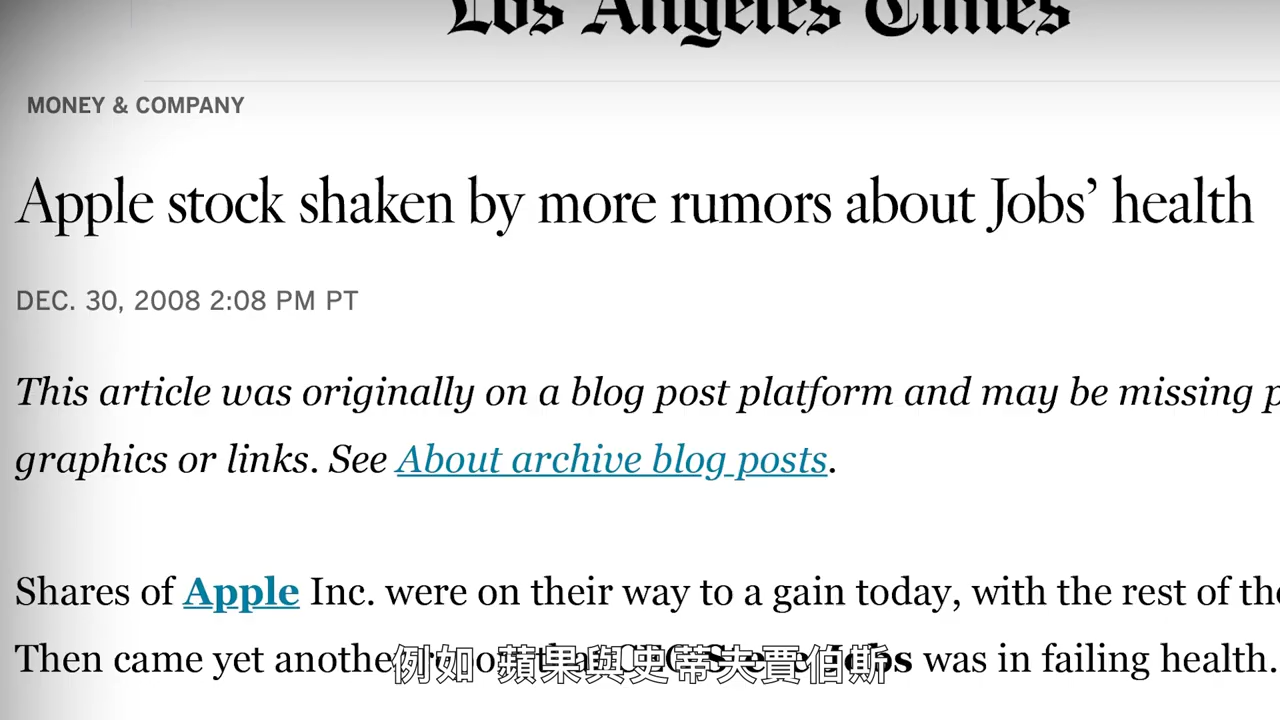 Los Angeles Times
MONEY & COMPANY
Apple stock shaken by more rumors about Jobs’ health
DEC. 30, 2008 2:08 PM PT
This article was originally on a blog post platform and may be missing
graphics or links. See About archive blog posts.
Shares of Apple Inc. were on their way to a gain today, with the rest of
Then came yet another was in failing health.
例如 蘋果與史蒂夫賈伯斯